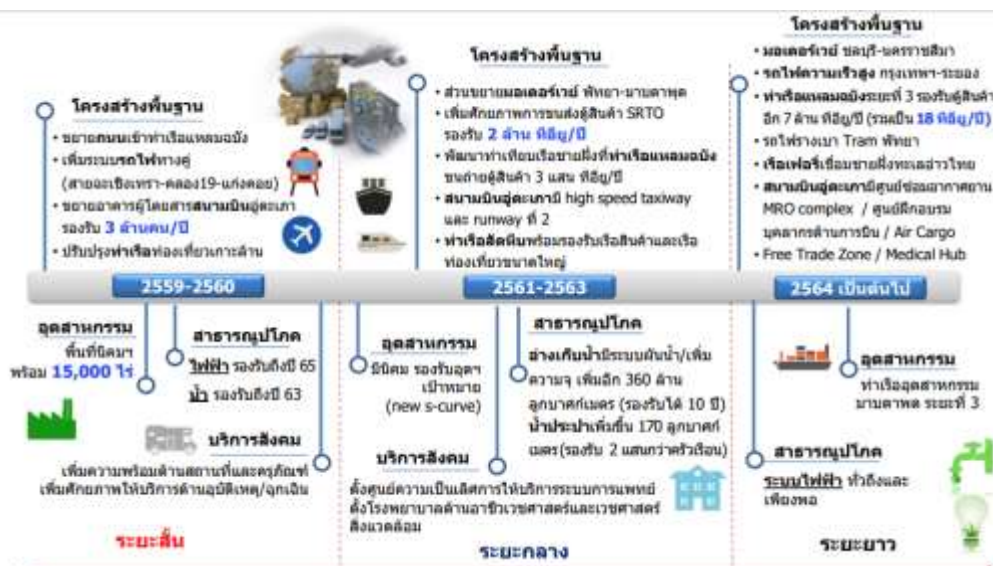 โครงสร้างพื้นฐาน
• ขยายถนนเข้าท่าเรือแหลมฉบัง
• เพิ่มระบบรถไฟทางคู่
(สายฉะเชิงเทรา-คลอง19-แก่งคอย)
• ขยายอาคารผู้โดยสารสนามบินอู่ตะเภา
รองรับ 3 ล้านคน/ปี
• ปรับปรุงท่าเรือท่องเที่ยวเกาะล้าน
โครงสร้างพื้นฐาน
• ส่วนขยายมอเตอร์เวย์ พัทยา-มาบตาพุด
• เพิ่มศักยภาพการขนส่งตู้สินค้า SRTO
รองรับ 2 ล้าน ทีอียู/ปี
• พัฒนาท่าเทียบเรือชายฝั่งที่ท่าเรือแหลมฉบัง
ขนถ่ายตู้สินค้า 3 แสน ทีอียู/ปี
• สนามบินอู่ตะเภามี high speed taxiway
และ runway ที่ 2
• ท่าเรือสัตหีบพร้อมรองรับเรือสินค้าและเรือ
ท่องเที่ยวขนาดใหญ่
โครงสร้างพื้นฐาน
• มอเตอร์เวย์ ชลบุรี-นครราชสีมา
• รถไฟความเร็วสูง กรุงเทพฯ-ระยอง
• ท่าเรือแหลมฉบังระยะที่ 3 รองรับตู้สินค้า
อีก 7 ล้าน ทีอียู/ปี (รวมเป็น 18 ทีอียู/ปี)
• รถไฟรางเบา Tram พัทยา
• เรือเฟอรี่เชื่อมชายฝั่งทะเลอ่าวไทย
• สนามบินอู่ตะเภามีศูนย์ซ่อมอากาศยาน
MRO complex / ศูนย์ฝึกอบรม
บุคลากรด้านการบิน / Air Cargo
• Free Trade Zone / Medical Hub
2559-2560
2561-2563
2564 เป็นต้นไป
อุตสาหกรรม
พื้นที่นิคมฯ
พร้อม 15,000 ไร่
สาธารณูปโภค
ไฟฟ้า รองรับถึงปี 65
น้ำ รองรับถึงปี 63
บริการสังคม
เพิ่มความพร้อมด้านสถานที่และครุภัณฑ์
เพิ่มศักยภาพให้บริการด้านอุบัติเหตุ/ฉุกเฉิน
ระยะสั้น
อุตสาหกรรม
มีนิคม รองรับอุตฯ
เป้าหมาย
(new s-curve)
สาธารณูปโภค
อ่างเก็บน้ำมีระบบผันน้ำ/เพิ่ม
ความจุ เพิ่มอีก 360 ล้าน
ลูกบาศก์เมตร (รองรับได้ 10 ปี)
น้ำประปาเพิ่มขึ้น 170 ลูกบาศก์
เมตร(รองรับ 2 แสนกว่าครัวเรือน)
บริการสังคม
ตั้งศูนย์ความเป็นเลิศการให้บริการระบบการแพทย์
ตั้งโรงพยาบาลด้านอาชีวเวชศาสตร์และเวชศาสตร์
สิ่งแวดล้อม
ระยะกลาง
อุตสาหกรรม
ท่าเรืออุตสาหกรรม
มาบตาพุด ระยะที่ 3
สาธารณูปโภค
ระบบไฟฟ้า ทั่วถึงและ
เพียงพอ
ระยะยาว